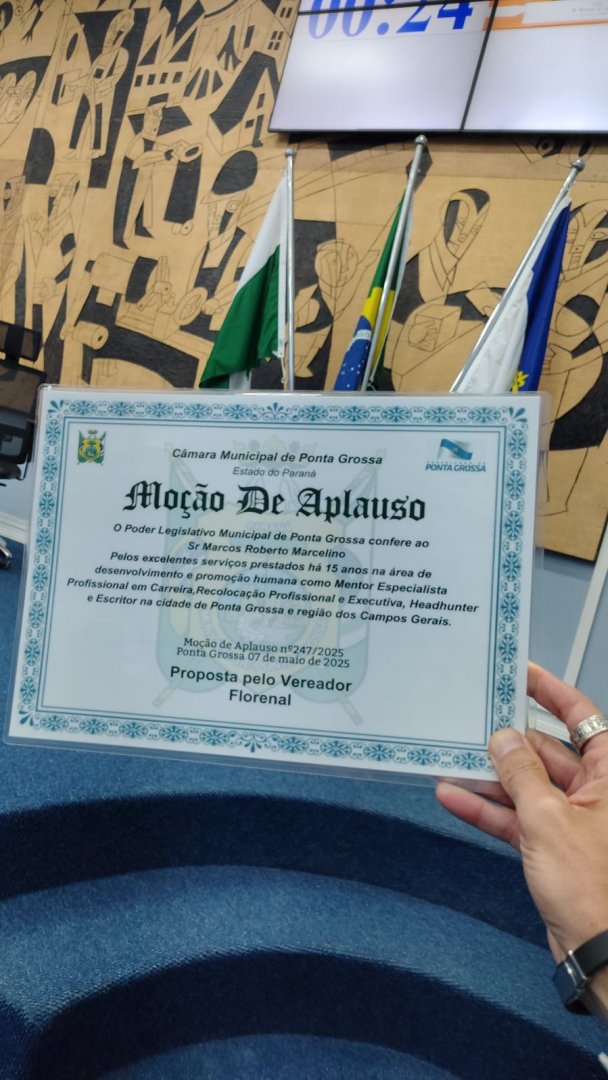 00:24
Câmara Municipal de Ponta Grossa
Estado do Paraná
PONTA GROSSA
Moção De Aplauso
O Poder Legislativo Municipal de Ponta Grossa confere ao
Sr Marcos Roberto Marcelino
Pelos excelentes serviços prestados há 15 anos na área de
desenvolvimento e promoção humana como Mentor Especialista
Profissional em Carreira,Recolocação Profissional e Executiva, Headhunter
e Escritor na cidade de Ponta Grossa e região dos Campos Gerais.
Moção de Aplauso nº247/2025
Ponta Grossa 07 de maio de 2025
Proposta pelo Vereador
Florenal